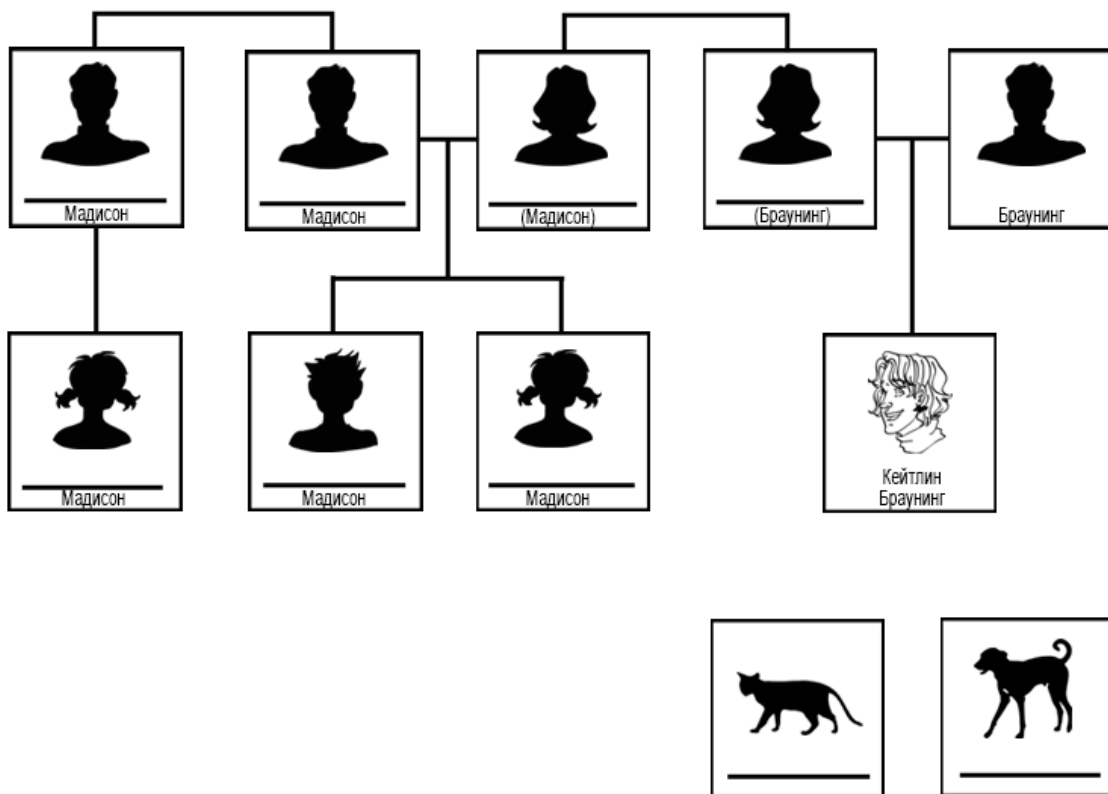 Мадисон
Мадисон
(Мадисон)
(Браунинг)
Браунинг
Мадисон
Мадисон
Мадисон
Кейтлин
Браунинг